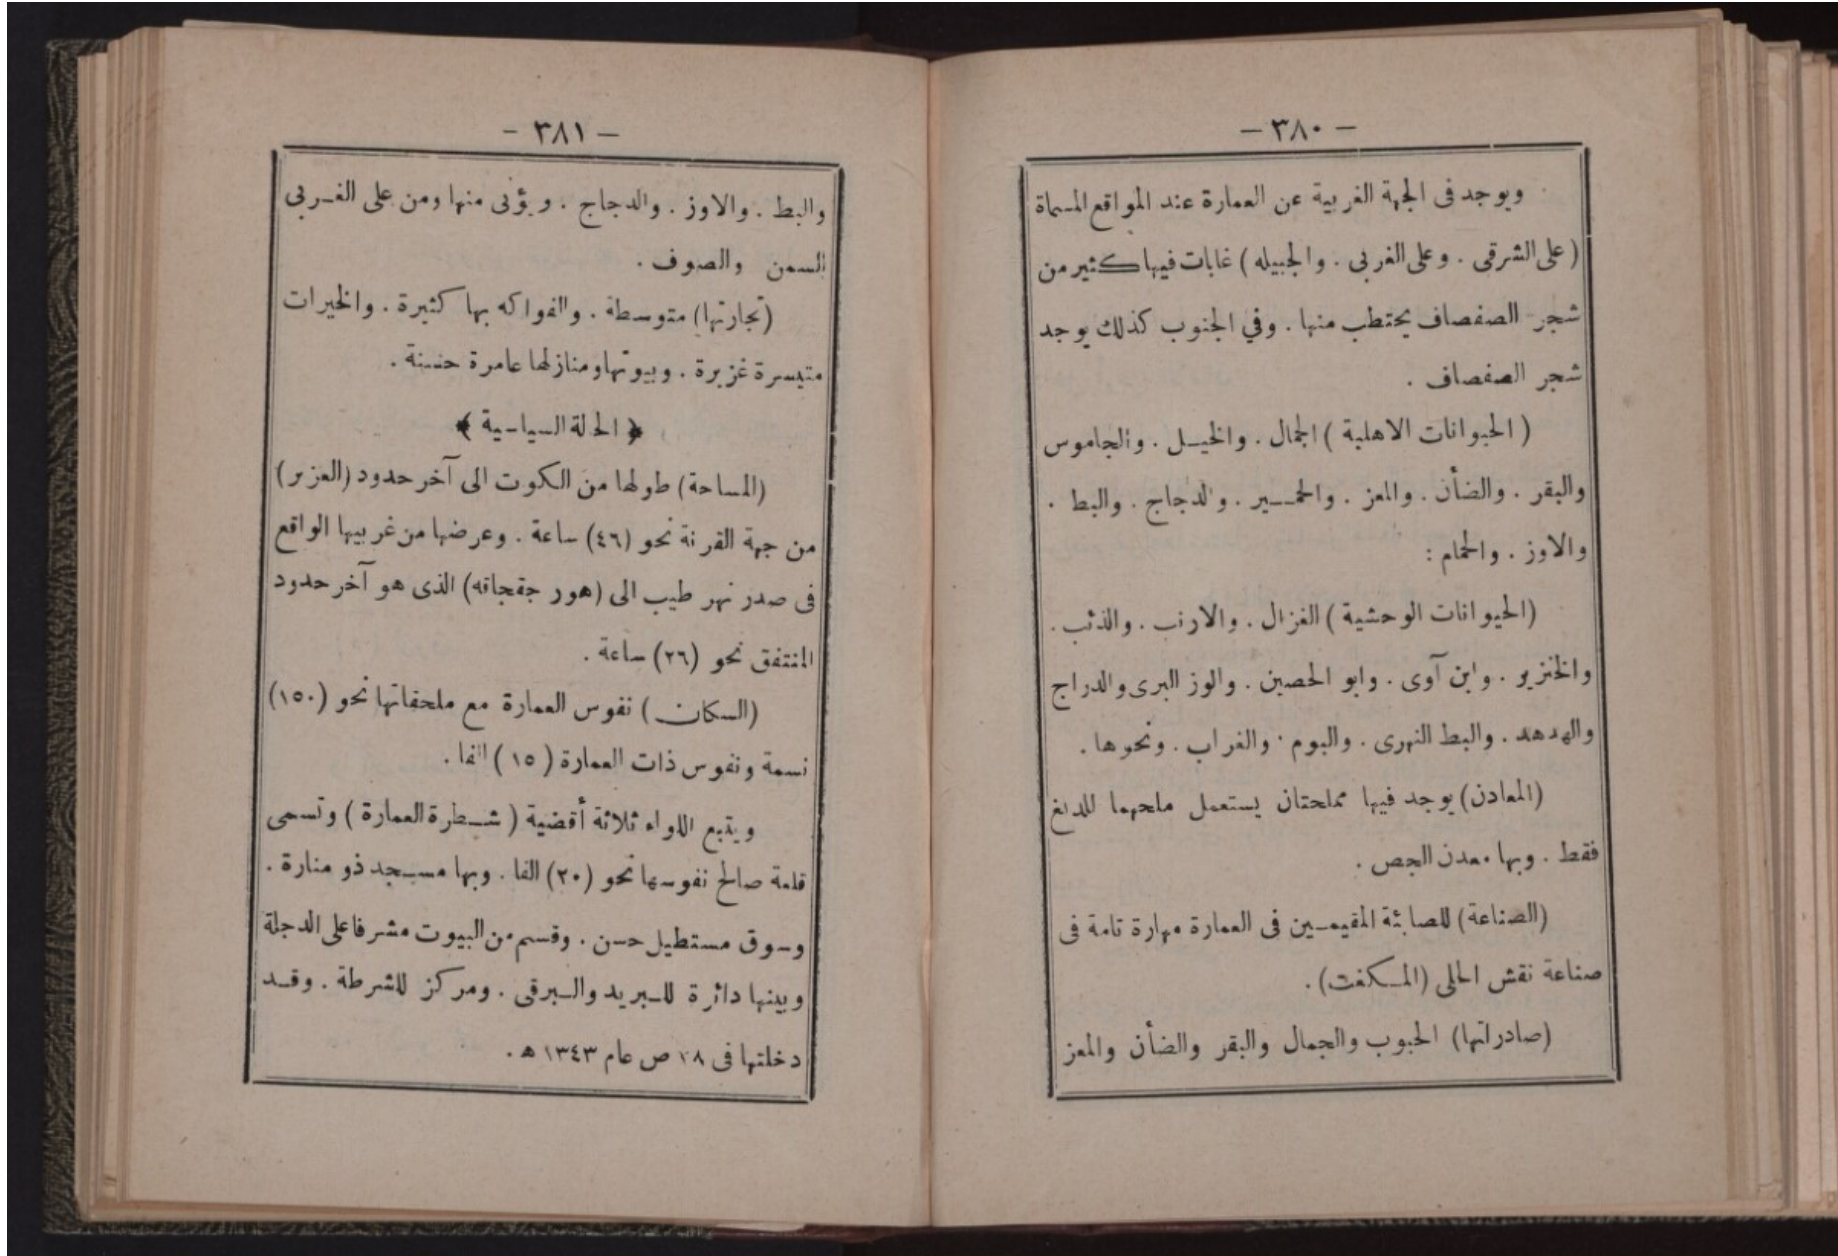 — ٣٨٠ —
ويوجد فى الجهة الغربية عن العمارة عند المواقع المسماة
( على الشرقى . وعلى الغربى . والجبيله ) غابات فيها كثير من
شجر الصفصاف يحتطب منها . وفي الجنوب كذلك يوجد
شجر الصفصاف .
( الحيوانات الاهلية ) الجمال . والخيل . والجاموس
والبقر . والضأن . والمعز . والحمير . والدجاج . والبط .
والاوز . والحمام :
(الحيوانات الوحشية ) الغزال . والارنب . والذئب .
والخنزير . وابن آوى . وابو الحصين . والوز البرى والدراج
والهدهد . والبط النهرى . والبوم . والغراب . ونحوها .
(المعادن) يوجد فيها مملحتان يستعمل ملحهما للدبغ
فقط . وبها معدن الجص .
(الصناعة) للصابئة المقيمين فى العمارة مهارة تامة فى
صناعة نقش الحلى (المكفت) .
(صادراتها) الحبوب والجمال والبقر والضأن والمعز
— ٣٨١ —
والبط . والاوز . والدجاج . ويؤتى منها ومن على الغربى
السمن والصوف .
(تجارتها) متوسطة . والفواكه بها كثيرة . والخيرات
متيسرة غزيرة . وبيوتها ومنازلها عامرة حسنة .
﴿ الحالة السياسية ﴾
(المساحة) طولها من الكوت الى آخر حدود (العزير)
من جهة القرنة نحو (٤٦) ساعة . وعرضها من غربيها الواقع
فى صدر نهر طيب الى (هور جفجافه) الذى هو آخر حدود
المنتفق نحو (٢٦) ساعة .
(السكان) نفوس العمارة مع ملحقاتها نحو (١٥٠)
نسمة ونفوس ذات العمارة (١٥) الفا .
ويتبع اللواء ثلاثة أقضية ( شطرة العمارة ) وتسمى
قلعة صالح نفوسها نحو (٢٠) الفا . وبها مسجد ذو منارة .
وسوق مستطيل حسن . وقسم من البيوت مشرفا على الدجلة
وبينها دائرة للبريد والبرقى . ومركز للشرطة . وقد
دخلتها فى ٢٨ ص عام ١٣٤٣ ه .